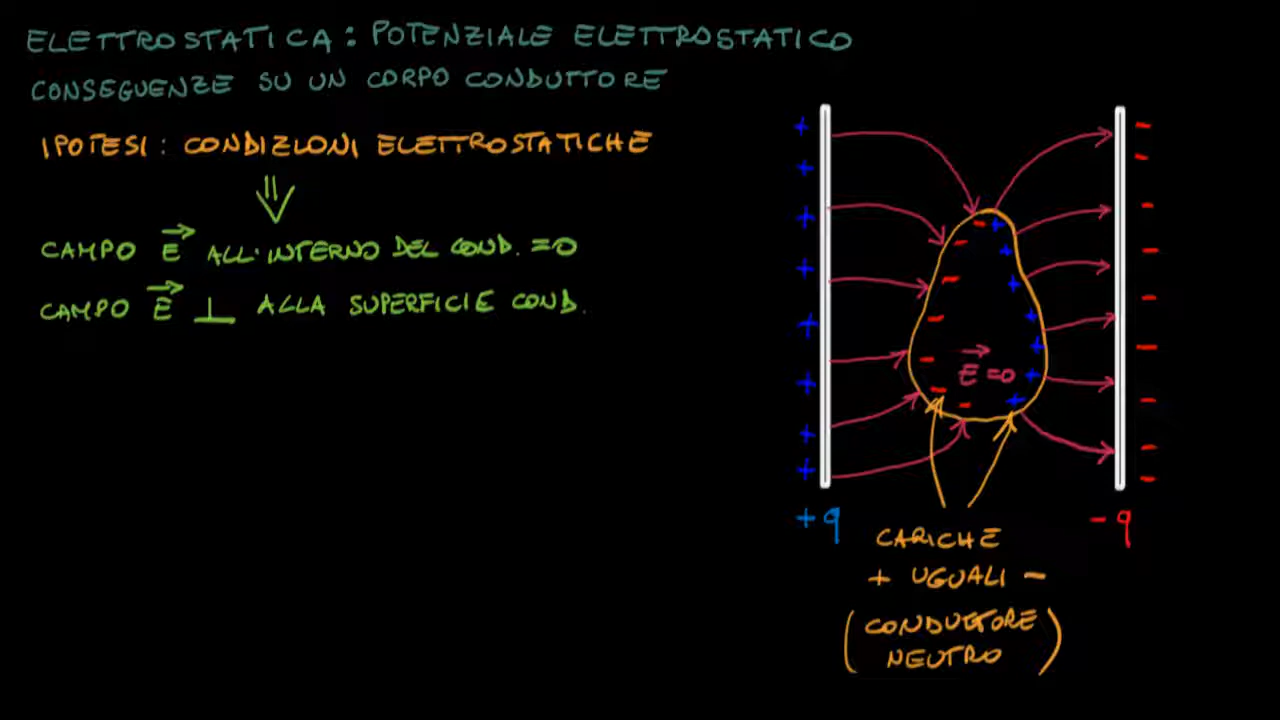 ELETTROSTATICA: POTENZIALE ELETTROSTATICO
CONSEGUENZE SU UN CORPO CONDUTTORE
IPOTESI: CONDIZIONI ELETTROSTATICHE
⇓
CAMPO E⃗ ALL'INTERNO DEL COND. =0
CAMPO E⃗ ⊥ ALLA SUPERFICIE COND.
E⃗ =0
+q
-q
CARICHE
+ UGUALI -
(CONDUTTORE
NEUTRO)